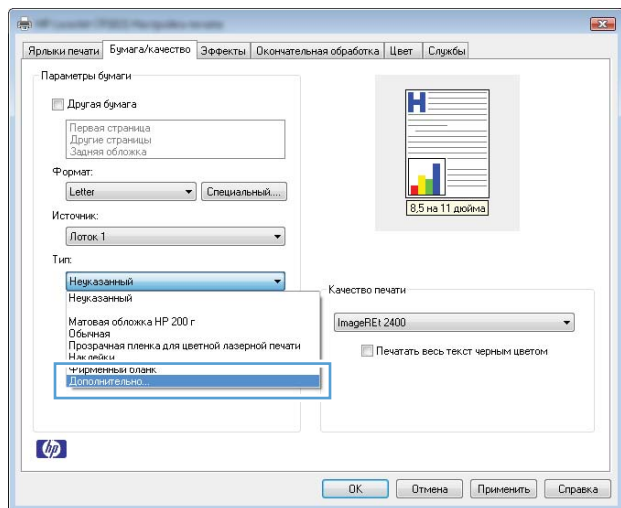 Ярлыки печати Бумага/качество Эффекты Окончательная обработка Цвет Службы
Параметры бумаги
Другая бумага
Первая страница
Другие страницы
Задняя обложка
Формат:
Letter Специальный....
Источник:
Лоток 1
Тип:
Неуказанный
Неуказанный
Матовая обложка HP 200 г
Обычная
Прозрачная пленка для цветной лазерной печати
Наклейки
Фирменный бланк
Дополнительно...
H
8,5 на 11 дюйма
Качество печати
ImageREt 2400
Печатать весь текст черным цветом
hp
OK Отмена Применить Справка